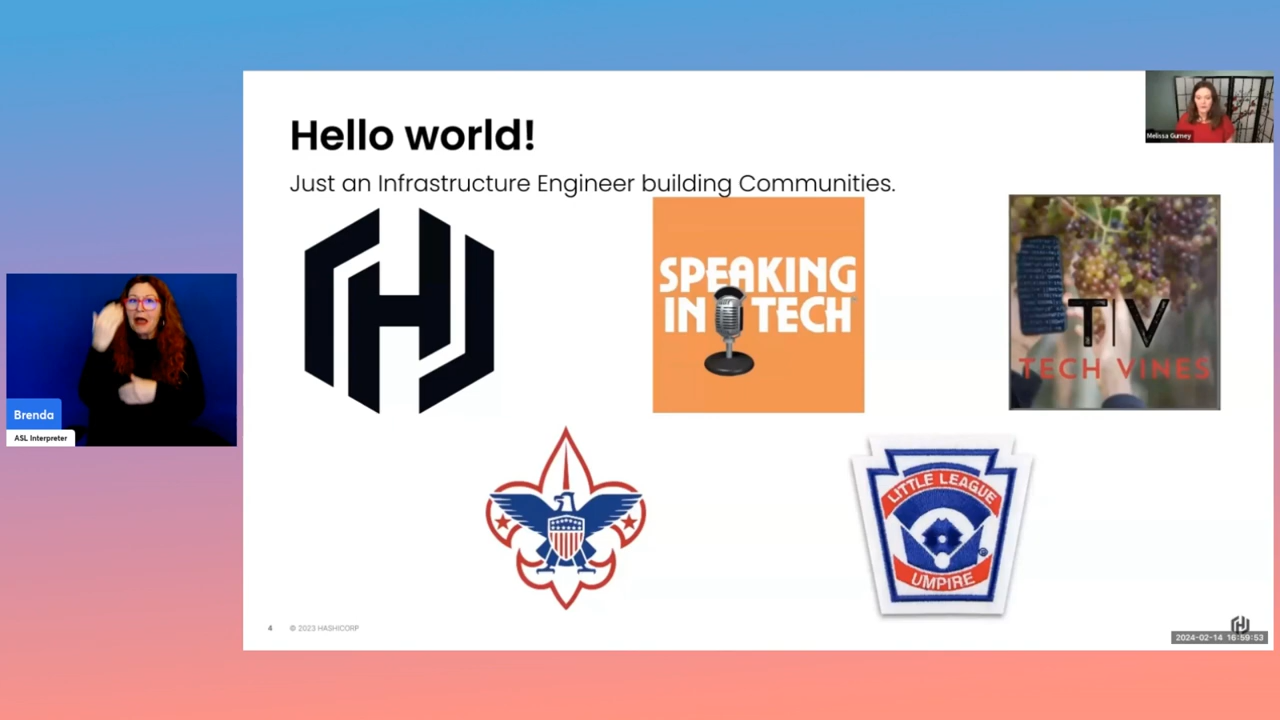 Hello world!
Just an Infrastructure Engineer building Communities.
Melissa Gurney
SPEAKING
IN TECH
T|V
TECH VINES
Brenda
ASL Interpreter
LITTLE LEAGUE
UMPIRE
4 © 2023 HASHICORP
2024-02-14 16:59:53